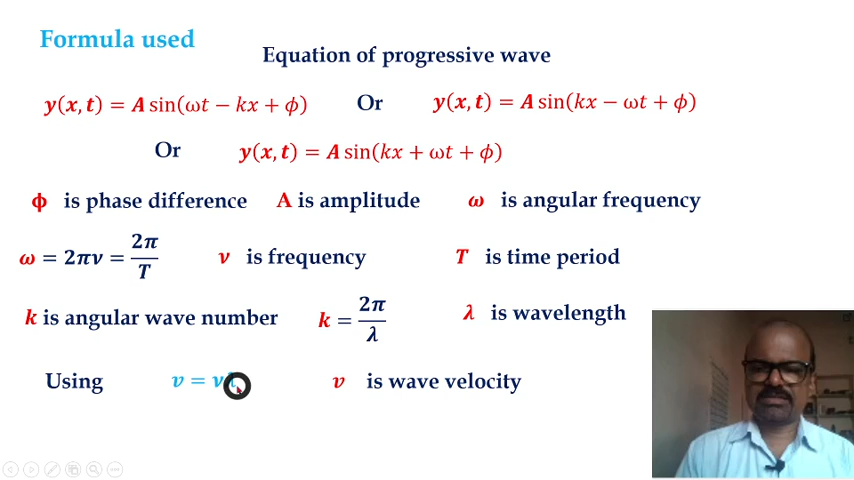 Formula used
Equation of progressive wave
y(x, t) = A sin(ωt − kx + ϕ) Or y(x, t) = A sin(kx − ωt + ϕ)
Or y(x, t) = A sin(kx + ωt + ϕ)
ϕ is phase difference A is amplitude ω is angular frequency
ω = 2πν = 2π/T ν is frequency T is time period
k is angular wave number k = 2π/λ λ is wavelength
Using v = νλ v is wave velocity